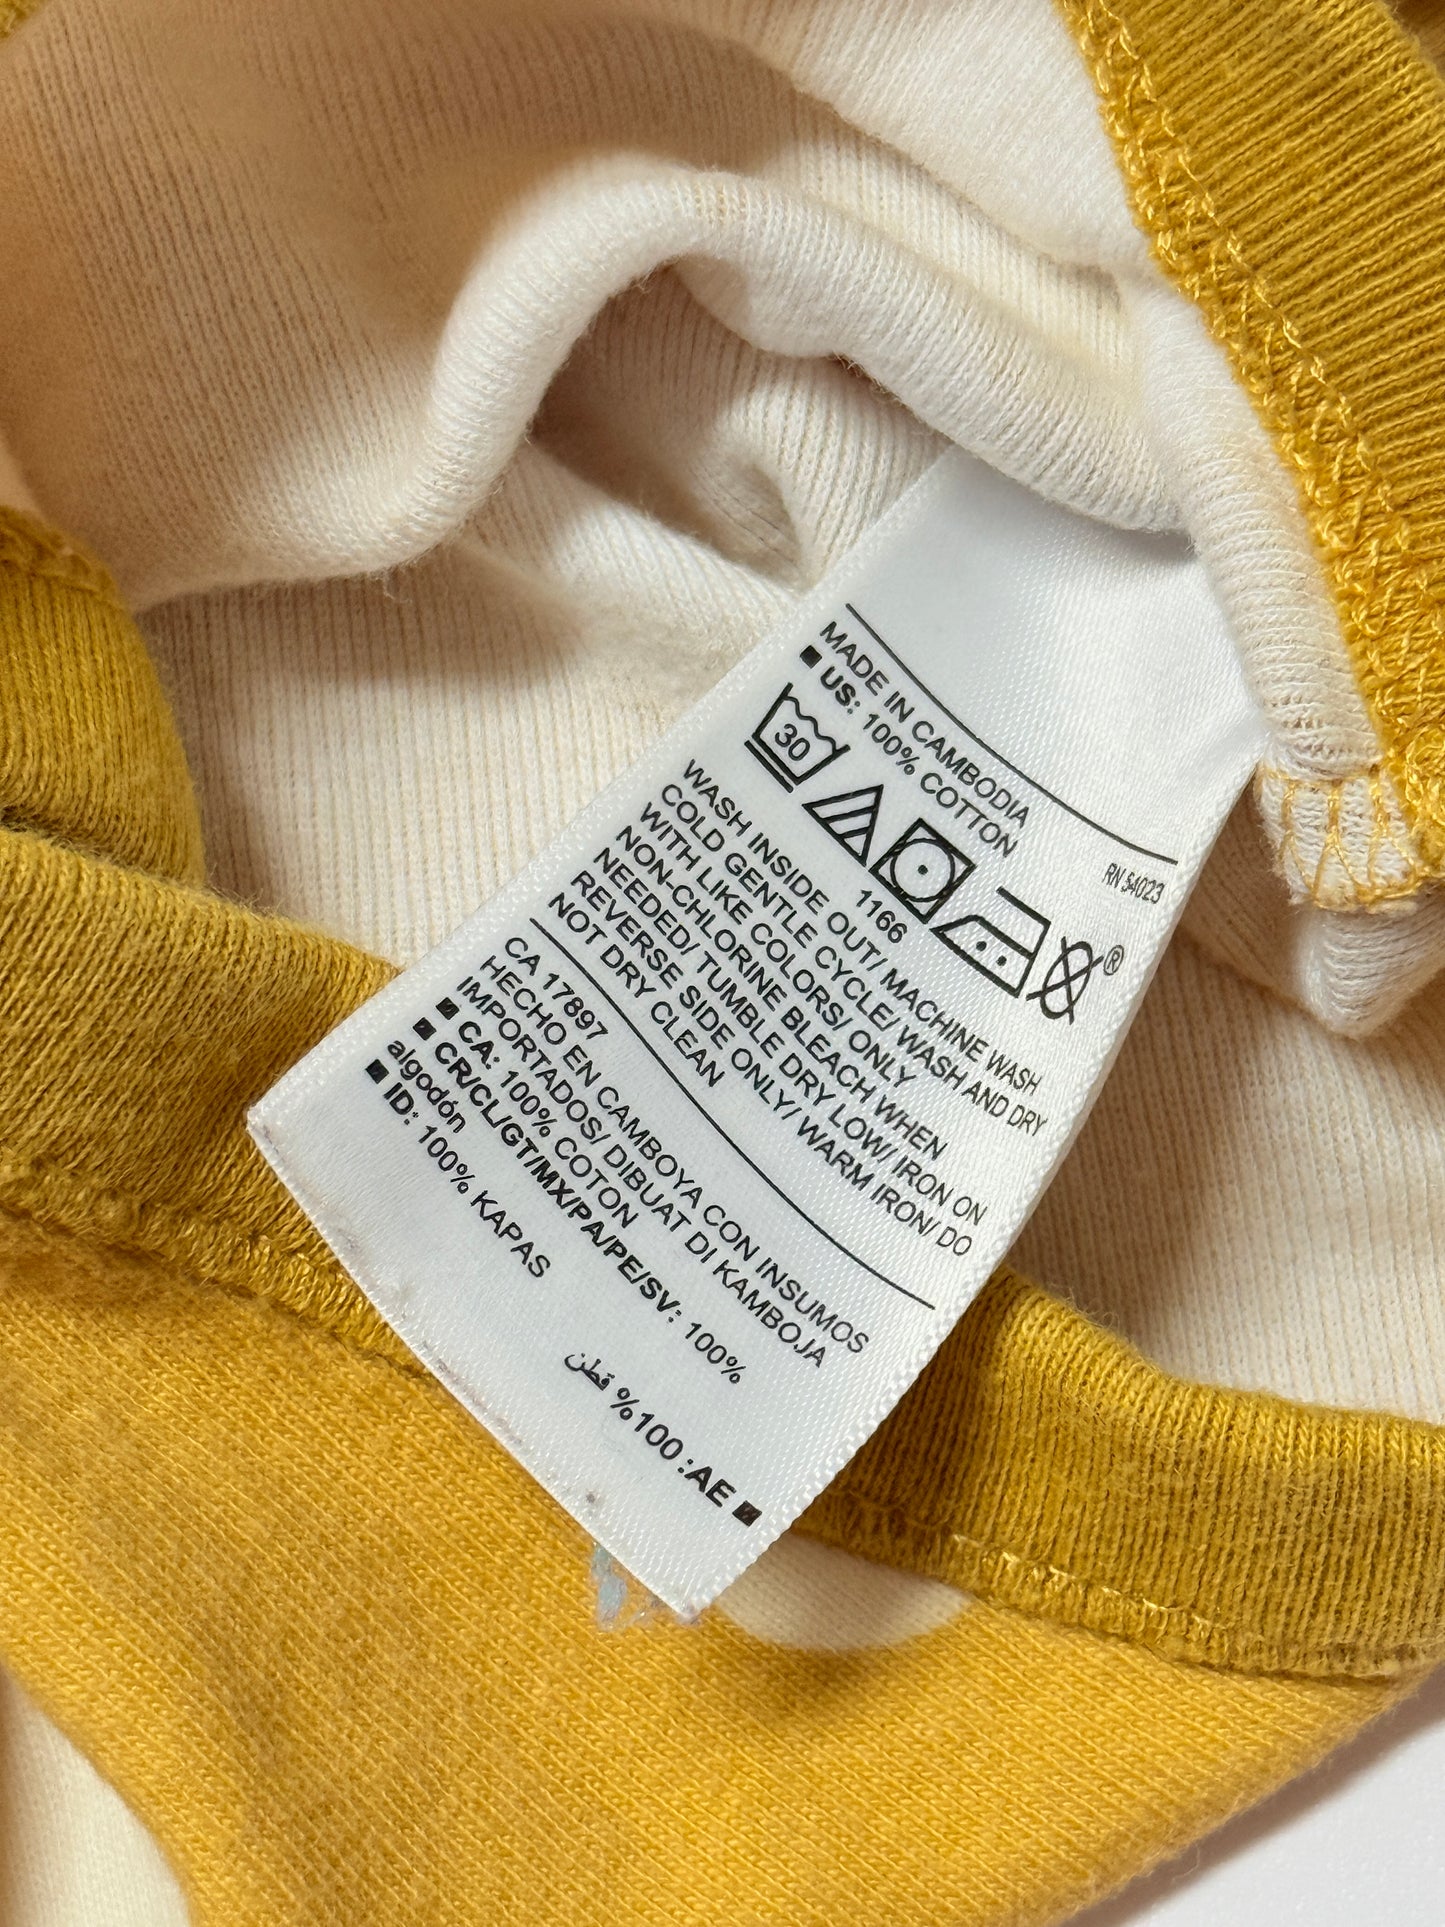 MADE IN CAMBODIA
RN 54023
■ US: 100% COTTON
30
®
1166
WASH INSIDE OUT/ MACHINE WASH
COLD GENTLE CYCLE/ WASH AND DRY
WITH LIKE COLORS/ ONLY
NON-CHLORINE BLEACH WHEN
NEEDED/ TUMBLE DRY LOW/ IRON ON
REVERSE SIDE ONLY/ WARM IRON/ DO
NOT DRY CLEAN
CA 17897
HECHO EN CAMBOYA CON INSUMOS
IMPORTADOS/ DIBUAT DI KAMBOJA
■ CA: 100% COTON
■ CR/CL/GT/MX/PA/PE/SV: 100%
algodón
■ ID: 100% KAPAS
■ AE: 100% قطن